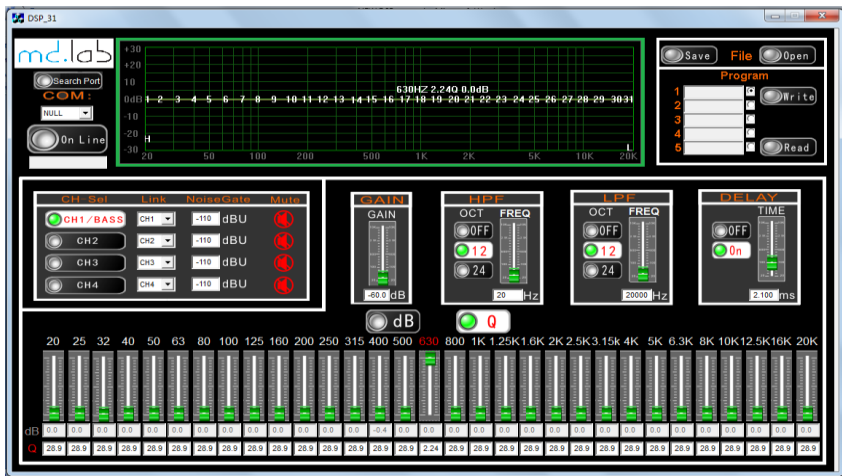 DSP_31
md.lab
Search Port
COM:
NULL
On Line
+30
+20
+10
0dB
-10
-20
-30
630HZ 2.24Q 0.0dB
1 2 3 4 5 6 7 8 9 10 11 12 13 14 15 16 17 18 19 20 21 22 23 24 25 26 27 28 29 30 31
H
L
20 50 100 200 500 1K 2K 5K 10K 20K
Save File Open
Program
1
2
3
4
5
Write
Read
CH-Sel Link NoiseGate Mute
CH1/BASS CH1 -110 dBU
CH2 CH2 -110 dBU
CH3 CH3 -110 dBU
CH4 CH4 -110 dBU
GAIN
GAIN
-60.0 dB
HPF
OCT FREQ
OFF
12
24
20 Hz
LPF
OCT FREQ
OFF
12
24
20000 Hz
DELAY
TIME
OFF
On
2.100 ms
dB Q
20 25 32 40 50 63 80 100 125 160 200 250 315 400 500 630 800 1K 1.25K 1.6K 2K 2.5K 3.15k 4K 5K 6.3K 8K 10K 12.5K 16K 20K
dB 0.0 0.0 0.0 0.0 0.0 0.0 0.0 0.0 0.0 0.0 0.0 0.0 0.0 -0.4 0.0 0.0 0.0 0.0 0.0 0.0 0.0 0.0 0.0 0.0 0.0 0.0 0.0 0.0 0.0 0.0 0.0
Q 28.9 28.9 28.9 28.9 28.9 28.9 28.9 28.9 28.9 28.9 28.9 28.9 28.9 28.9 28.9 2.24 28.9 28.9 28.9 28.9 28.9 28.9 28.9 28.9 28.9 28.9 28.9 28.9 28.9 28.9 28.9